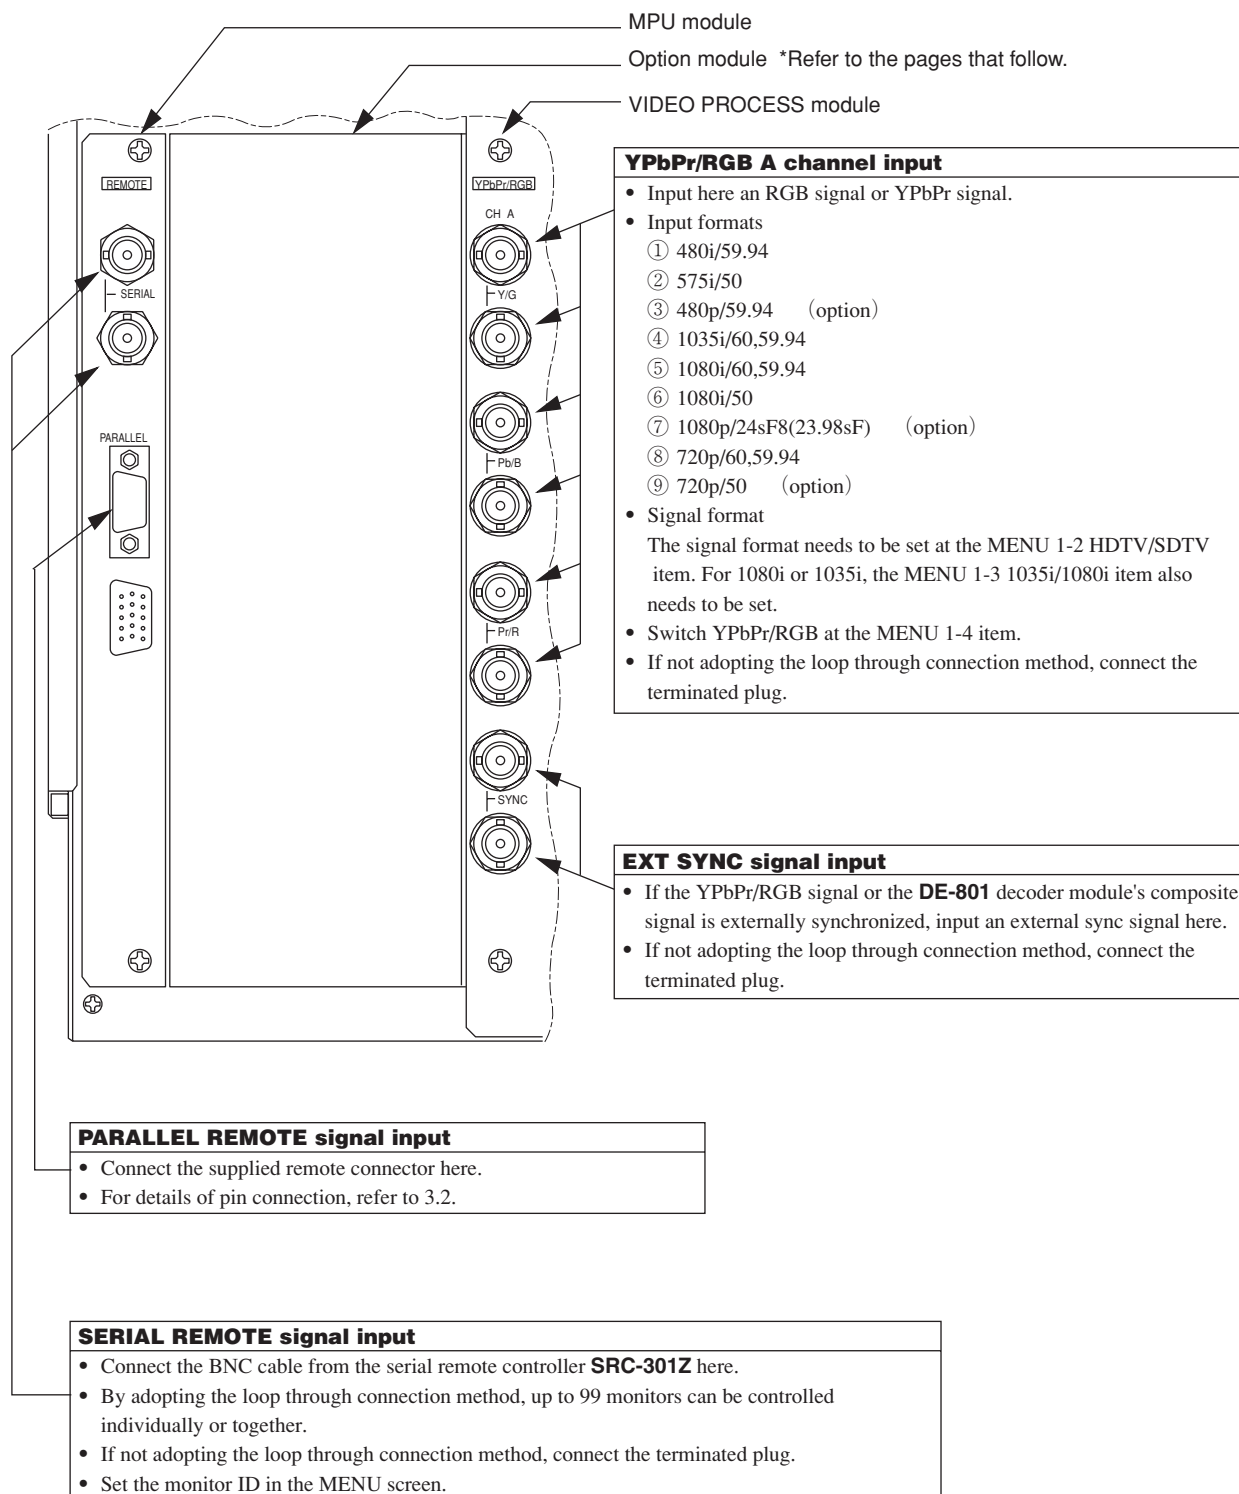 MPU module
Option module *Refer to the pages that follow.
VIDEO PROCESS module
REMOTE
SERIAL
PARALLEL
YPbPr/RGB
CH A
Y/G
Pb/B
Pr/R
SYNC
YPbPr/RGB A channel input
• Input here an RGB signal or YPbPr signal.
• Input formats
① 480i/59.94
② 575i/50
③ 480p/59.94 (option)
④ 1035i/60,59.94
⑤ 1080i/60,59.94
⑥ 1080i/50
⑦ 1080p/24sF8(23.98sF) (option)
⑧ 720p/60,59.94
⑨ 720p/50 (option)
• Signal format
The signal format needs to be set at the MENU 1-2 HDTV/SDTV
item. For 1080i or 1035i, the MENU 1-3 1035i/1080i item also
needs to be set.
• Switch YPbPr/RGB at the MENU 1-4 item.
• If not adopting the loop through connection method, connect the
terminated plug.
EXT SYNC signal input
• If the YPbPr/RGB signal or the DE-801 decoder module's composite
signal is externally synchronized, input an external sync signal here.
• If not adopting the loop through connection method, connect the
terminated plug.
PARALLEL REMOTE signal input
• Connect the supplied remote connector here.
• For details of pin connection, refer to 3.2.
SERIAL REMOTE signal input
• Connect the BNC cable from the serial remote controller SRC-301Z here.
• By adopting the loop through connection method, up to 99 monitors can be controlled
individually or together.
• If not adopting the loop through connection method, connect the terminated plug.
• Set the monitor ID in the MENU screen.